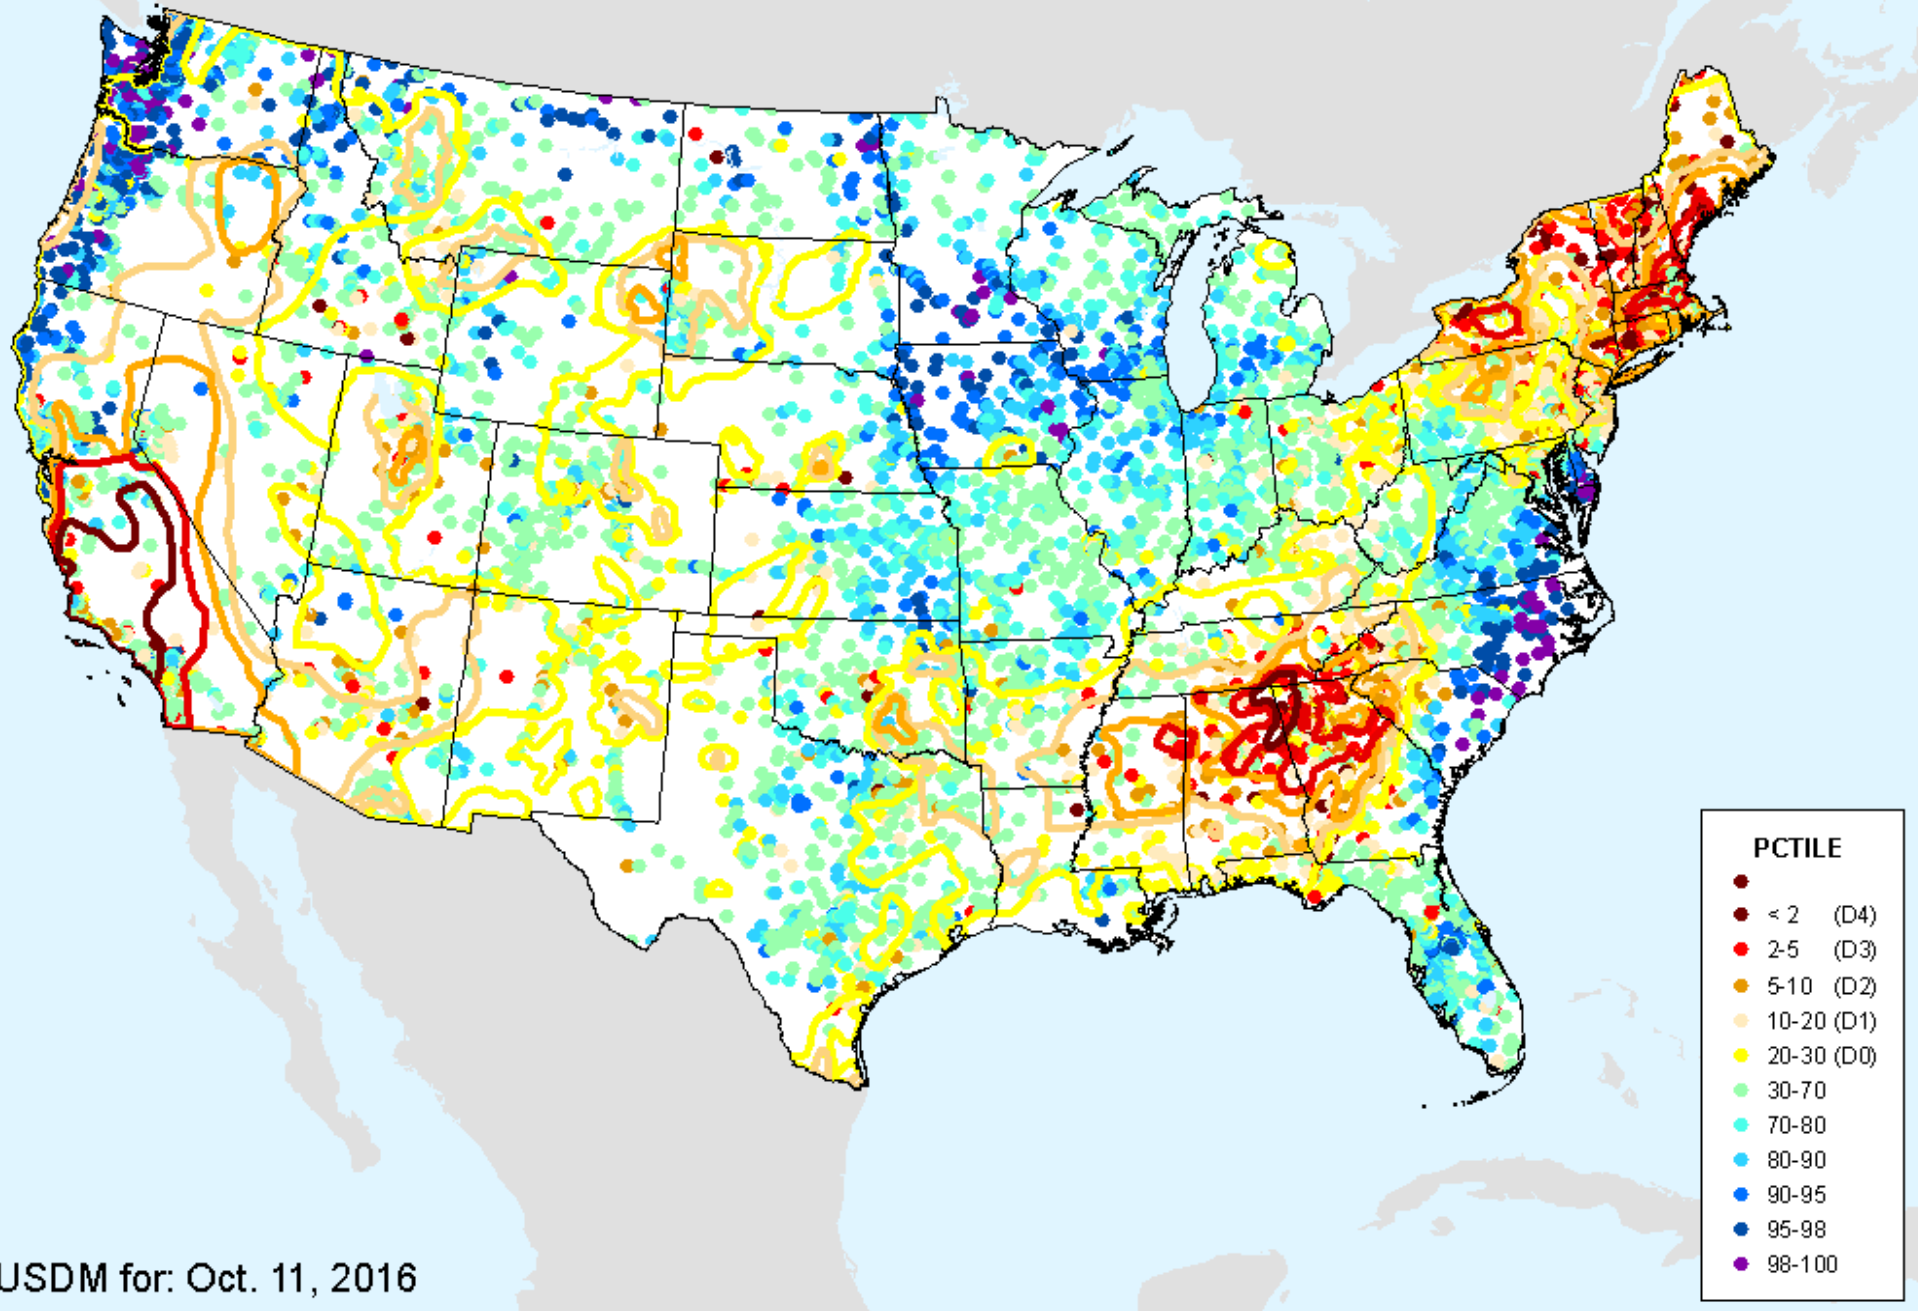 PCTILE
< 2 (D4)
2-5 (D3)
5-10 (D2)
10-20 (D1)
20-30 (D0)
30-70
70-80
80-90
90-95
95-98
98-100
USDM for: Oct. 11, 2016